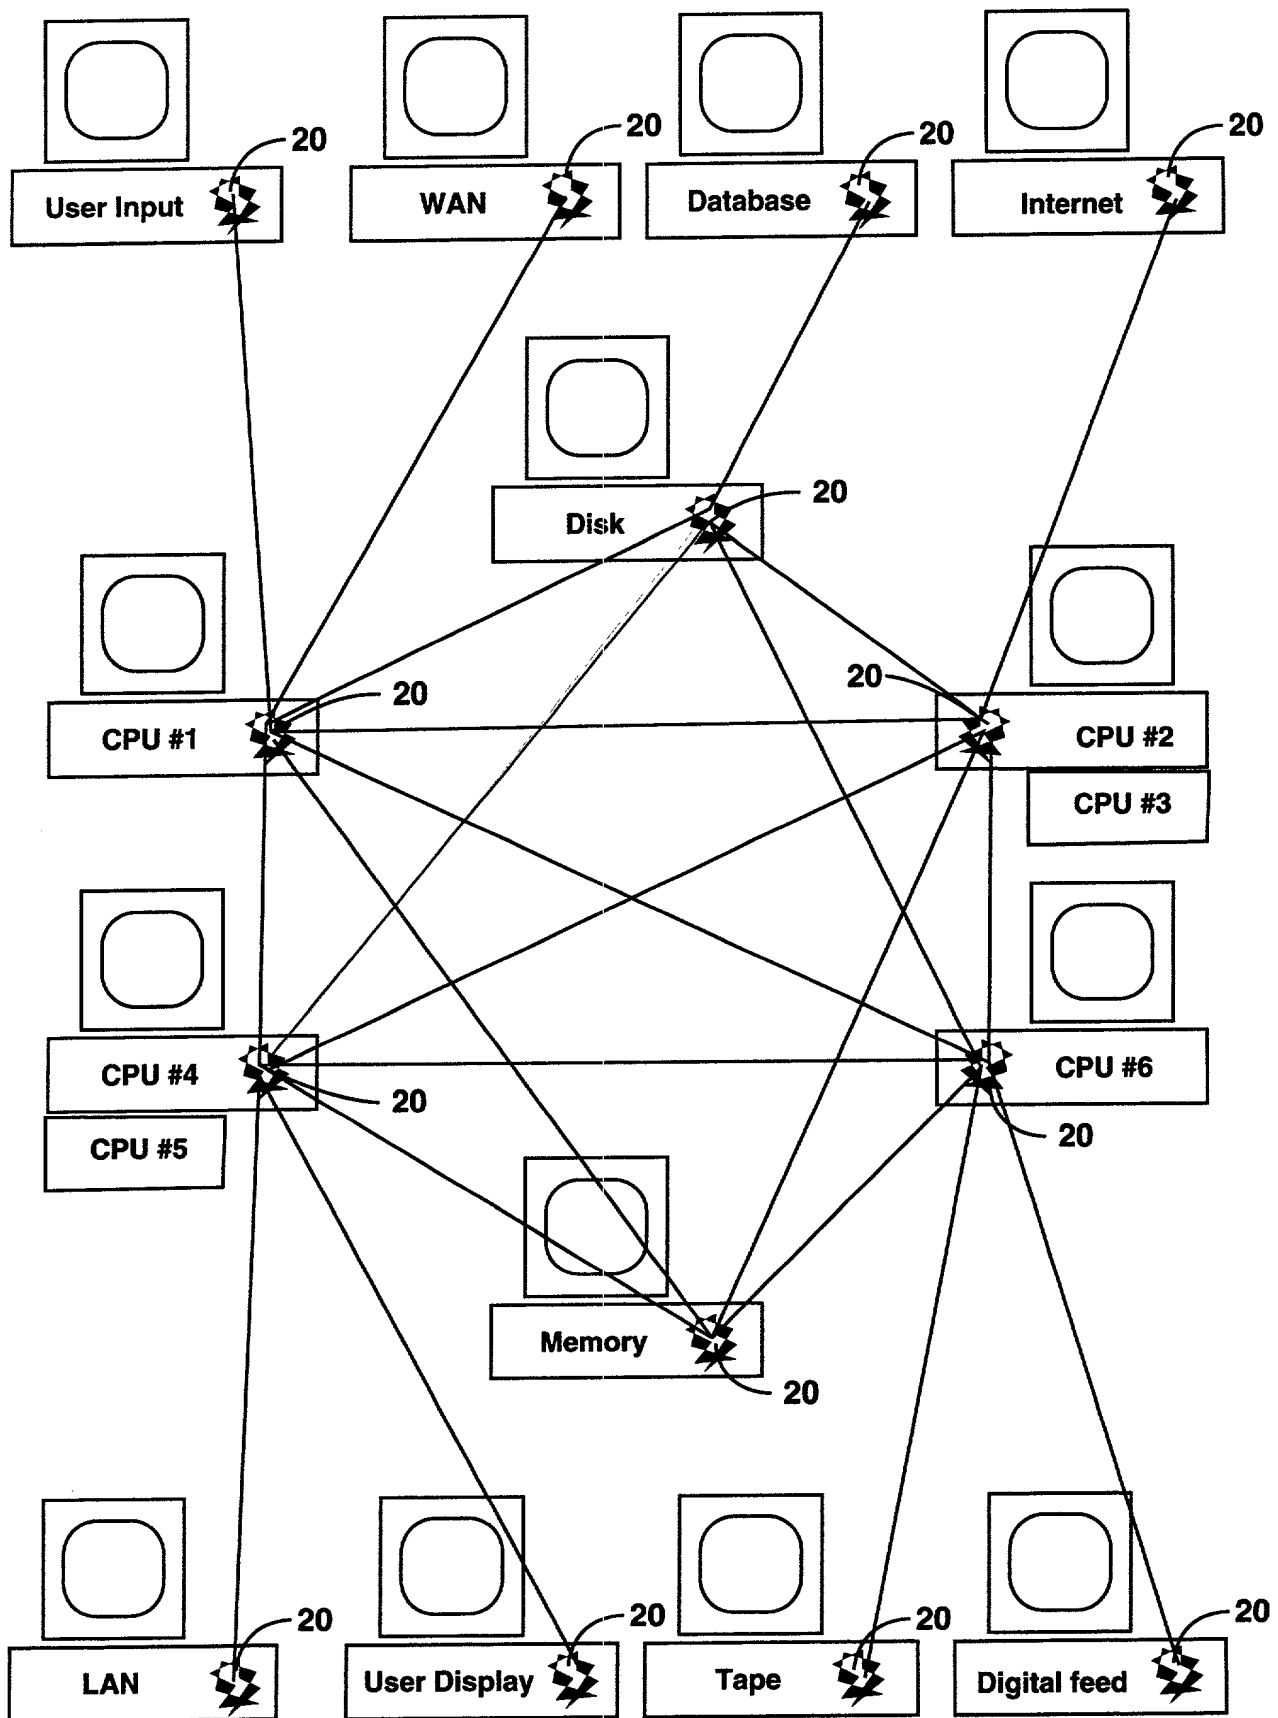 20
20
20
20
User Input
WAN
Database
Internet
20
Disk
20
20
CPU #1
CPU #2
CPU #3
CPU #4
20
CPU #6
20
CPU #5
Memory
20
20
20
20
20
LAN
User Display
Tape
Digital feed